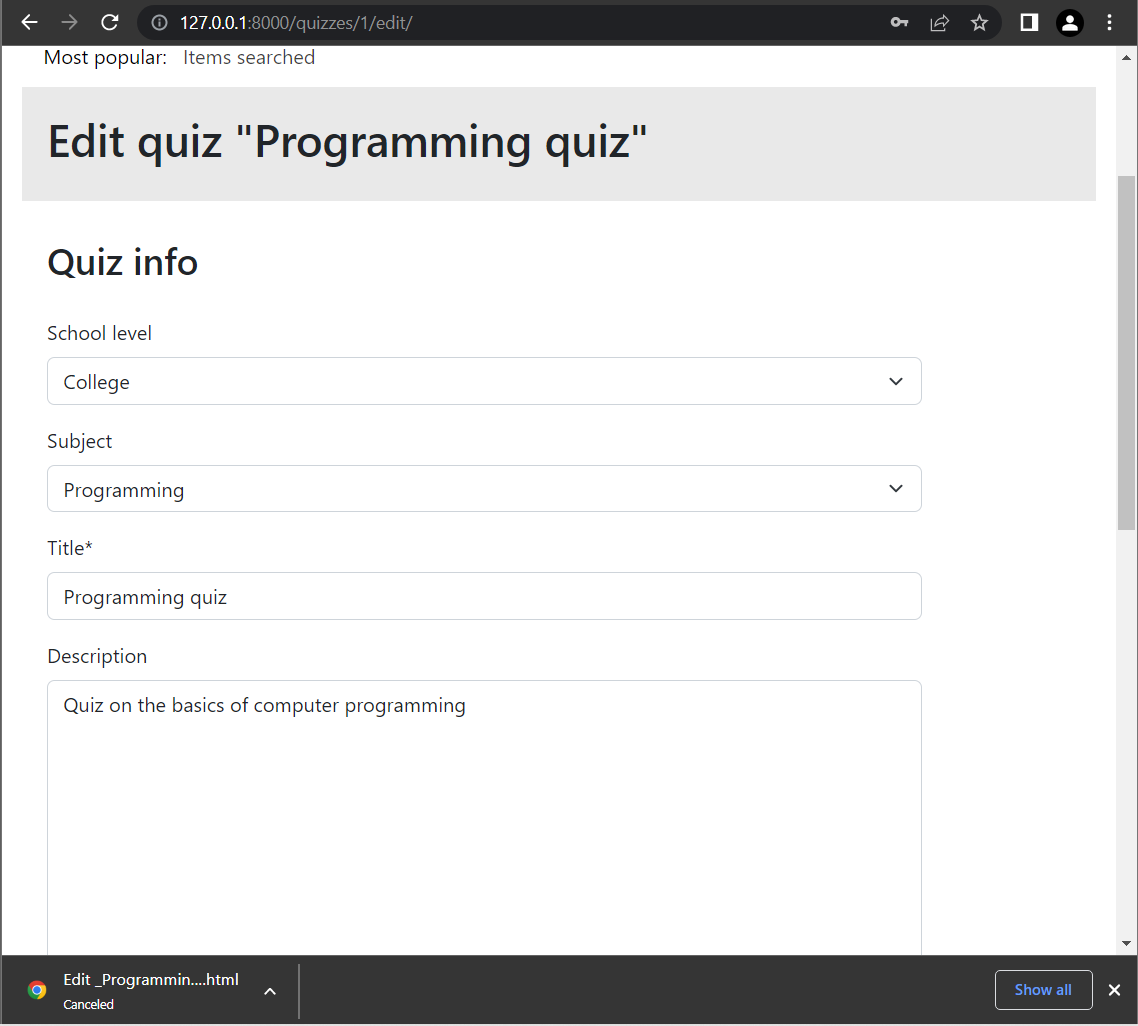 127.0.0.1:8000/quizzes/1/edit/
Most popular: Items searched
Edit quiz "Programming quiz"
Quiz info
School level
College
Subject
Programming
Title*
Programming quiz
Description
Quiz on the basics of computer programming
Edit _Programmin....html
Canceled
Show all